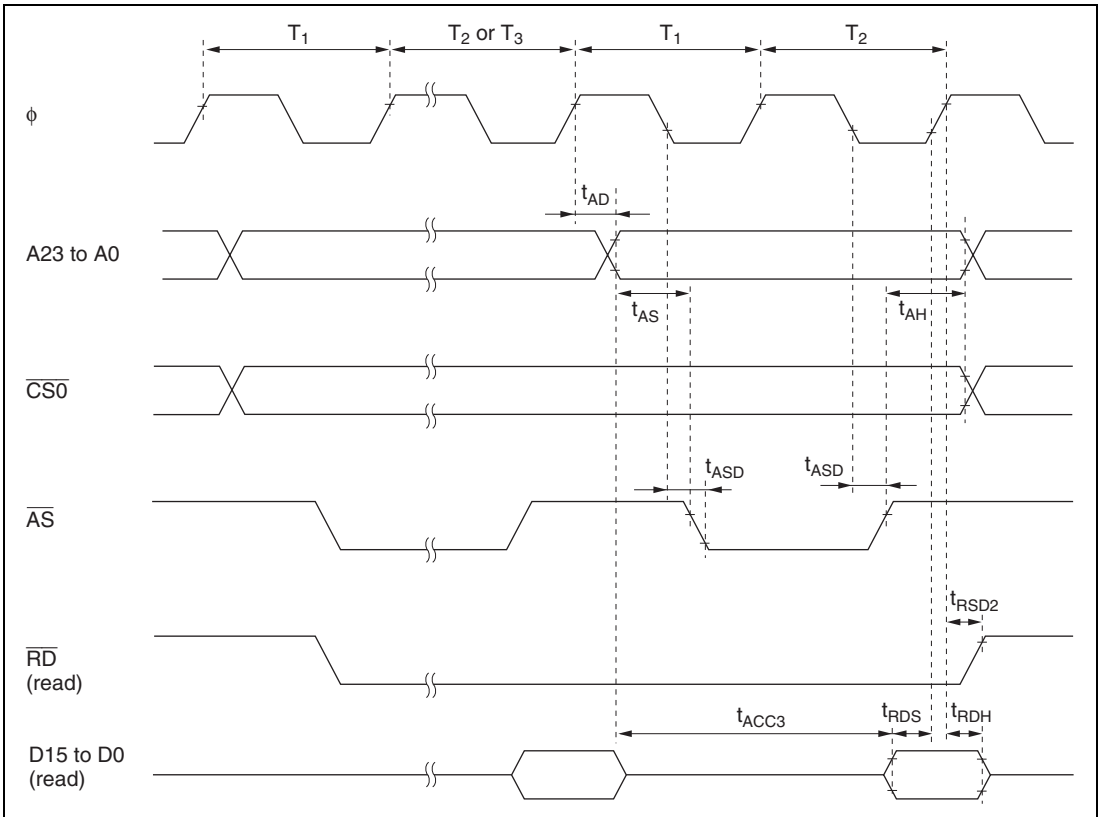 T1 T2 or T3 T1 T2
ϕ
tAD
A23 to A0
tAS tAH
CS0
tASD tASD
AS
tRSD2
RD
(read)
tACC3 tRDS tRDH
D15 to D0
(read)